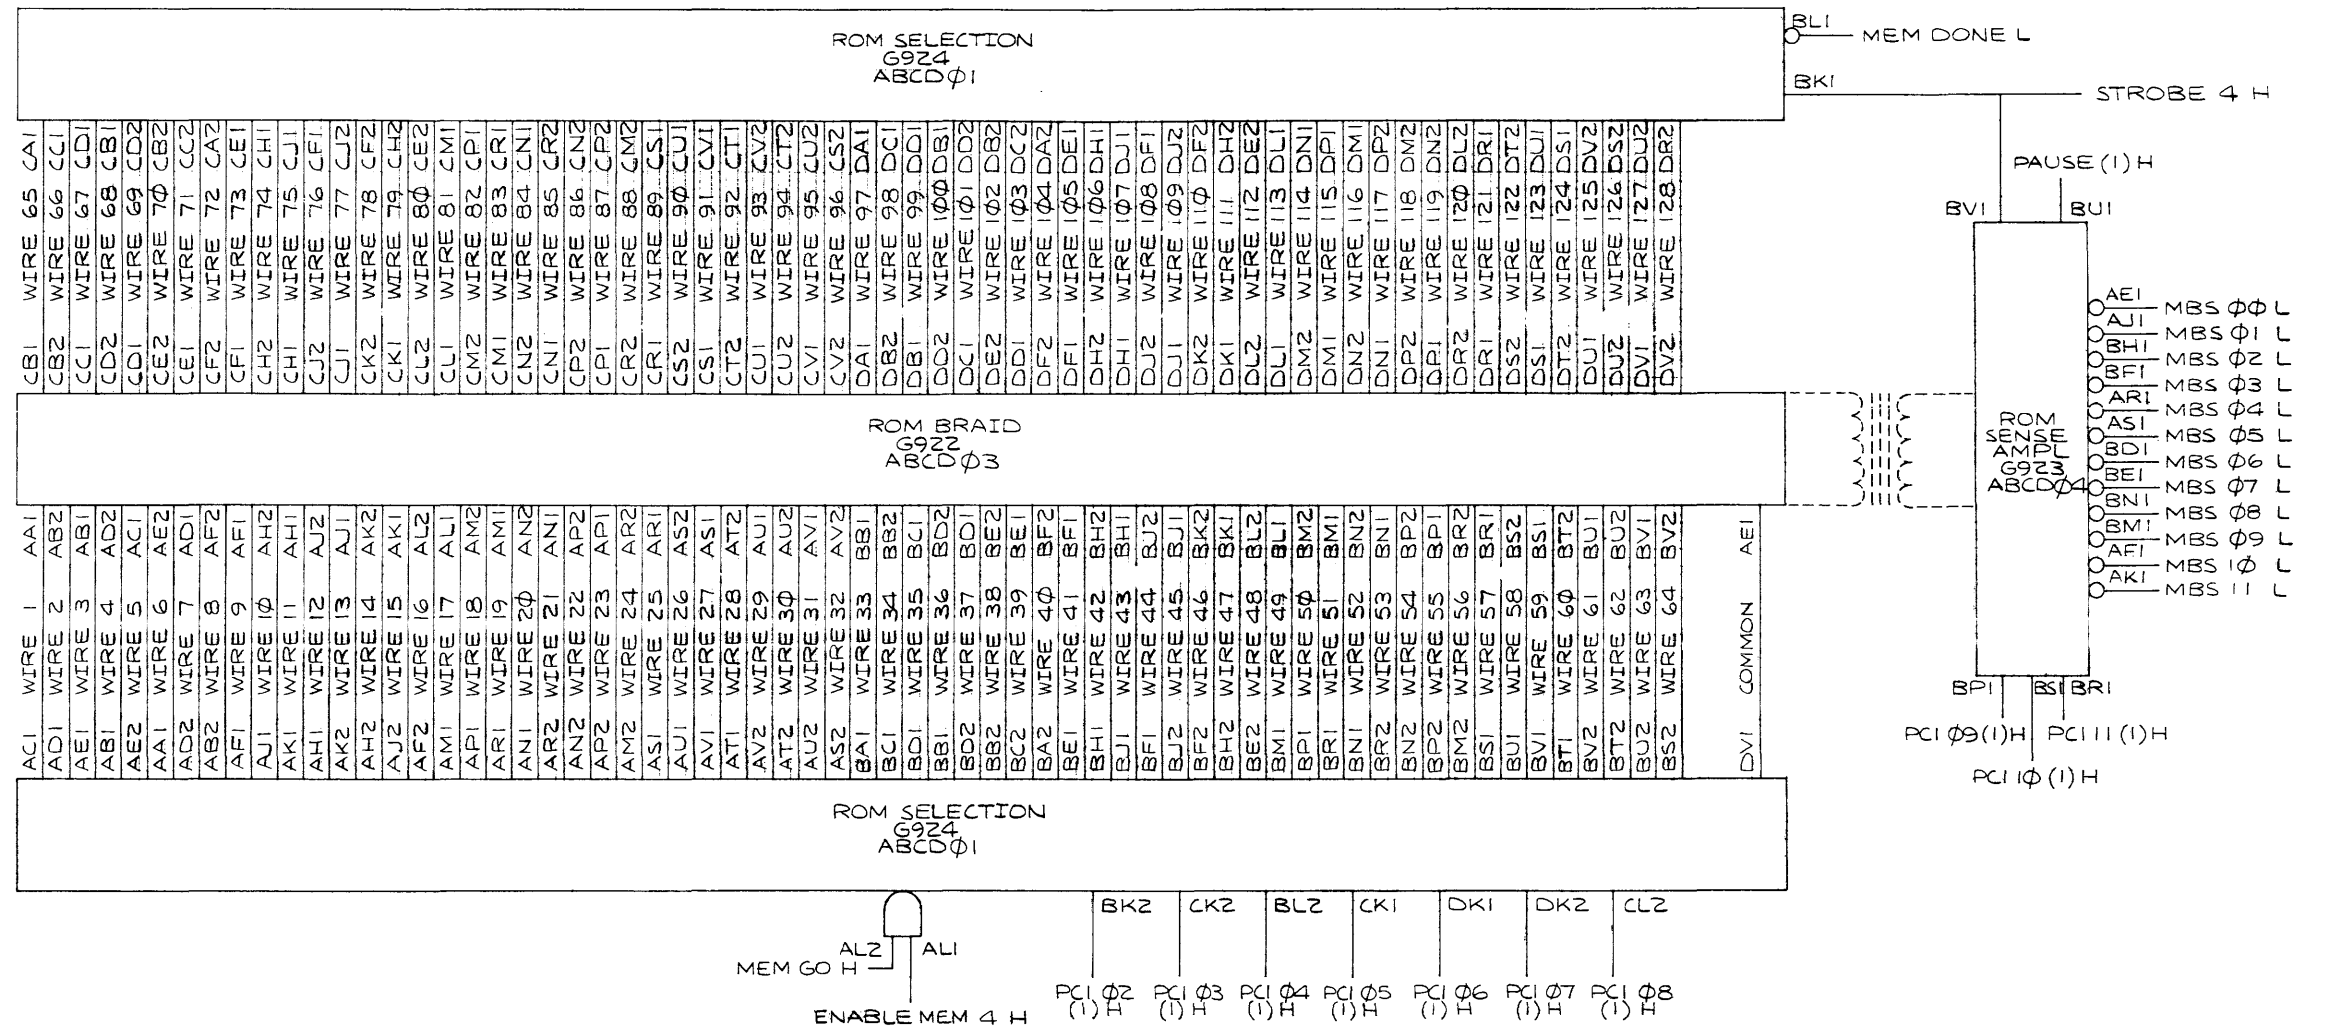 ROM SELECTION
G924
ABCDØ1
BL1
MEM DONE L
BK1
STROBE 4 H
CB1 WIRE 65 CA1
CB2 WIRE 66 CC1
CC1 WIRE 67 CD1
CD2 WIRE 68 CB1
CD1 WIRE 69 CD2
CE2 WIRE 7Ø CB2
CE1 WIRE 71 CC2
CF2 WIRE 72 CA2
CF1 WIRE 73 CE1
CH2 WIRE 74 CH1
CH1 WIRE 75 CJ1
CJ2 WIRE 76 CF1
CJ1 WIRE 77 CJ2
CK2 WIRE 78 CF2
CK1 WIRE 79 CH2
CL2 WIRE 8Ø CE2
CL1 WIRE 81 CM1
CM2 WIRE 82 CP1
CM1 WIRE 83 CR1
CN2 WIRE 84 CN1
CN1 WIRE 85 CR2
CP2 WIRE 86 CN2
CP1 WIRE 87 CP2
CR2 WIRE 88 CM2
CR1 WIRE 89 CS1
CS2 WIRE 9Ø CU1
CS1 WIRE 91 CV1
CT2 WIRE 92 CT1
CU1 WIRE 93 CV2
CU2 WIRE 94 CT2
CV1 WIRE 95 CU2
CV2 WIRE 96 CS2
DA1 WIRE 97 DA1
DB2 WIRE 98 DC1
DB1 WIRE 99 DD1
DD2 WIRE 1ØØ DB1
DC1 WIRE 1Ø1 DD2
DE2 WIRE 1Ø2 DB2
DD1 WIRE 1Ø3 DC2
DF2 WIRE 1Ø4 DA2
DF1 WIRE 1Ø5 DE1
DH2 WIRE 1Ø6 DH1
DH1 WIRE 1Ø7 DJ1
DJ2 WIRE 1Ø8 DF1
DJ1 WIRE 1Ø9 DJ2
DK2 WIRE 11Ø DF2
DK1 WIRE 111 DH2
DL2 WIRE 112 DE2
DL1 WIRE 113 DL1
DM2 WIRE 114 DN1
DM1 WIRE 115 DP1
DN2 WIRE 116 DM1
DN1 WIRE 117 DP2
DP2 WIRE 118 DM2
DP1 WIRE 119 DN2
DR2 WIRE 12Ø DL2
DR1 WIRE 121 DR1
DS2 WIRE 122 DT2
DS1 WIRE 123 DU1
DT2 WIRE 124 DS1
DU1 WIRE 125 DV2
DU2 WIRE 126 DS2
DV1 WIRE 127 DU2
DV2 WIRE 128 DR2
PAUSE (1) H
BV1
BU1
ROM BRAID
G922
ABCDØ3
ROM
SENSE
AMPL
G923
ABCDØ4
AE1 MBS ØØ L
AJ1 MBS Ø1 L
BH1 MBS Ø2 L
BF1 MBS Ø3 L
AR1 MBS Ø4 L
AS1 MBS Ø5 L
BD1 MBS Ø6 L
BE1 MBS Ø7 L
BN1 MBS Ø8 L
BM1 MBS Ø9 L
AF1 MBS 1Ø L
AK1 MBS 11 L
BP1
BS1
BR1
PC1 Ø9(1)H
PC1 11(1)H
PC1 1Ø(1)H
AC1 WIRE 1 AA1
AD1 WIRE 2 AB2
AE1 WIRE 3 AB1
AB1 WIRE 4 AD2
AE2 WIRE 5 AC1
AA1 WIRE 6 AE2
AD2 WIRE 7 AD1
AB2 WIRE 8 AF2
AF1 WIRE 9 AF1
AJ1 WIRE 1Ø AH2
AK1 WIRE 11 AH1
AH1 WIRE 12 AJ2
AK2 WIRE 13 AJ1
AH2 WIRE 14 AK2
AJ2 WIRE 15 AK1
AF2 WIRE 16 AL2
AM1 WIRE 17 AL1
AP1 WIRE 18 AM2
AR1 WIRE 19 AM1
AN1 WIRE 2Ø AN2
AR2 WIRE 21 AN1
AN2 WIRE 22 AP2
AP2 WIRE 23 AP1
AM2 WIRE 24 AR2
AS1 WIRE 25 AR1
AU1 WIRE 26 AS2
AV1 WIRE 27 AS1
AT1 WIRE 28 AT2
AV2 WIRE 29 AU1
AT2 WIRE 3Ø AU2
AU2 WIRE 31 AV1
AS2 WIRE 32 AV2
BA1 WIRE 33 BB1
BC1 WIRE 34 BB2
BD1 WIRE 35 BC1
BB1 WIRE 36 BD2
BD2 WIRE 37 BD1
BB2 WIRE 38 BE2
BC2 WIRE 39 BE1
BA2 WIRE 4Ø BF2
BE1 WIRE 41 BF1
BH1 WIRE 42 BH2
BJ1 WIRE 43 BH1
BF1 WIRE 44 BJ2
BJ2 WIRE 45 BJ1
BF2 WIRE 46 BK2
BH2 WIRE 47 BK1
BE2 WIRE 48 BL2
BM1 WIRE 49 BL1
BP1 WIRE 5Ø BM2
BR1 WIRE 51 BM1
BN1 WIRE 52 BN2
BR2 WIRE 53 BN1
BN2 WIRE 54 BP2
BP2 WIRE 55 BP1
BM2 WIRE 56 BR2
BS1 WIRE 57 BR1
BU1 WIRE 58 BS2
BV1 WIRE 59 BS1
BT1 WIRE 6Ø BT2
BV2 WIRE 61 BU1
BT2 WIRE 62 BU2
BU2 WIRE 63 BV1
BS2 WIRE 64 BV2
DV1 COMMON AE1
ROM SELECTION
G924
ABCDØ1
AL2
AL1
MEM GO H
ENABLE MEM 4 H
BK2 CK2 BL2 CK1 DK1 DK2 CL2
PC1 Ø2 PC1 Ø3 PC1 Ø4 PC1 Ø5 PC1 Ø6 PC1 Ø7 PC1 Ø8
(1) H (1) H (1) H (1) H (1) H (1) H (1) H